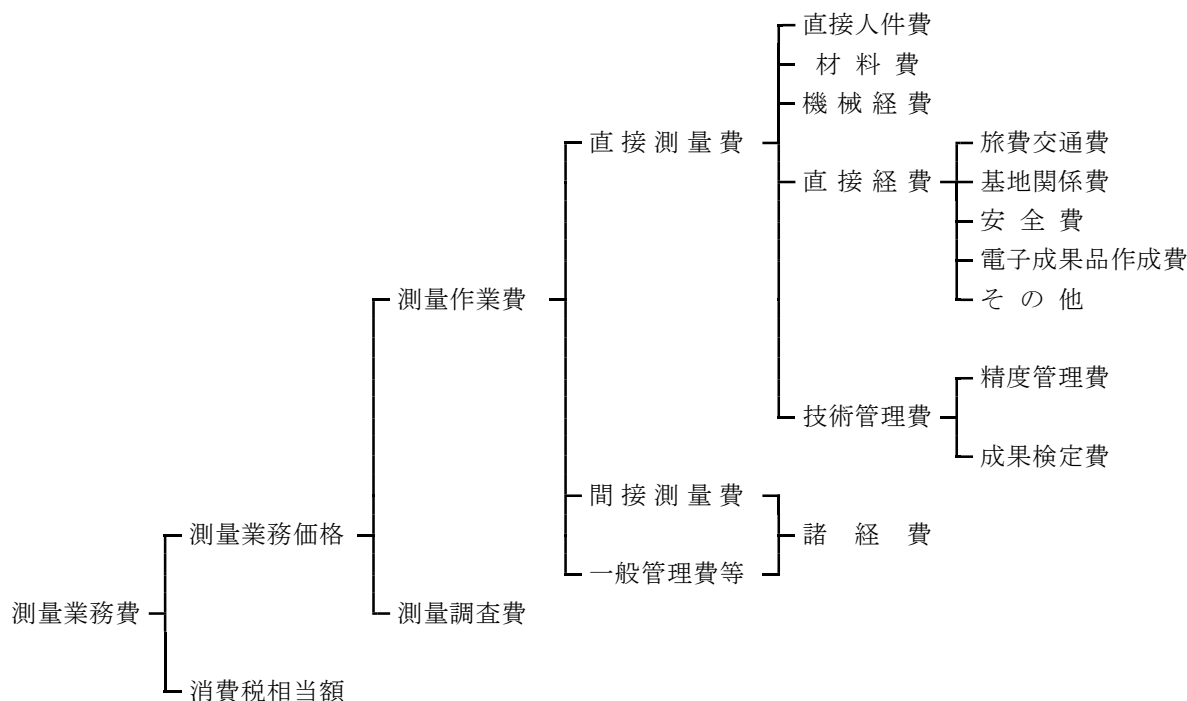 直接人件費
材料費
機械経費
直接測量費
旅費交通費
直接経費
基地関係費
安全費
電子成果品作成費
測量作業費
その他
精度管理費
技術管理費
成果検定費
間接測量費
測量業務価格
諸経費
一般管理費等
測量業務費
測量調査費
消費税相当額